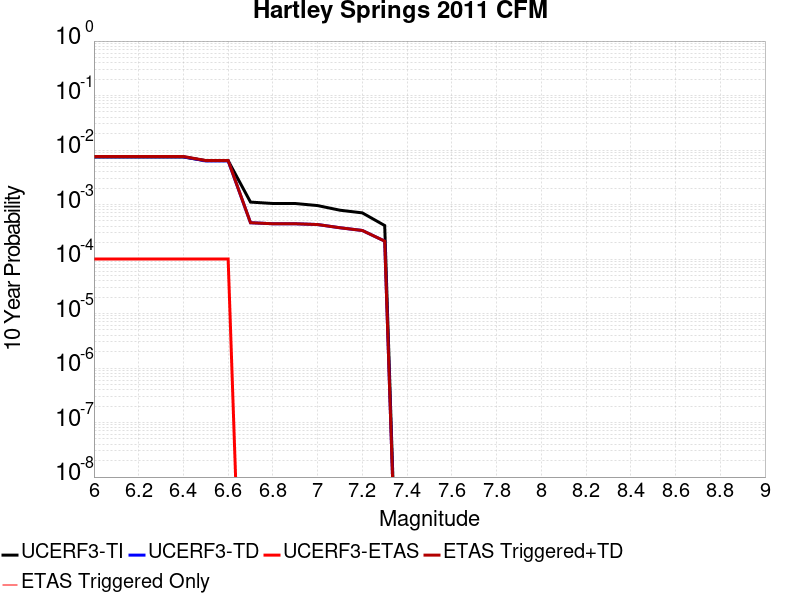 Hartley Springs 2011 CFM
10 Year Probability
10 0
10 -1
10 -2
10 -3
10 -4
10 -5
10 -6
10 -7
10 -8
6 6.2 6.4 6.6 6.8 7 7.2 7.4 7.6 7.8 8 8.2 8.4 8.6 8.8 9
Magnitude
UCERF3-TI UCERF3-TD UCERF3-ETAS ETAS Triggered+TD
ETAS Triggered Only